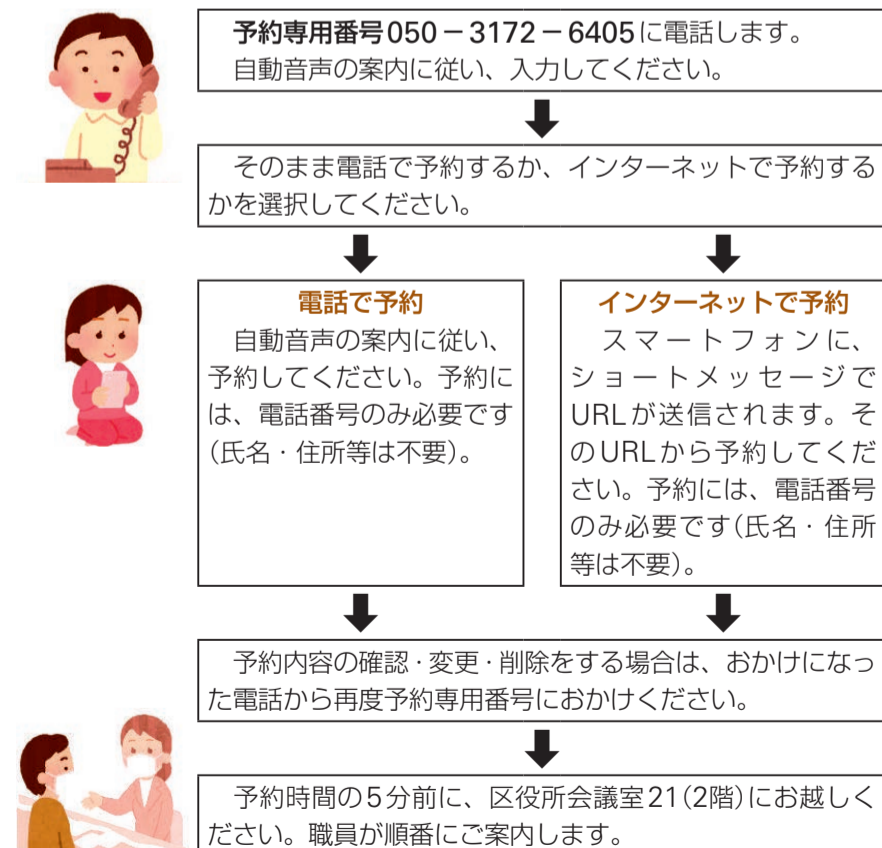 予約専用番号050－3172－6405に電話します。
自動音声の案内に従い、入力してください。
そのまま電話で予約するか、インターネットで予約する
かを選択してください。
電話で予約
自動音声の案内に従い、
予約してください。予約に
は、電話番号のみ必要です
(氏名・住所等は不要)。
インターネットで予約
スマートフォンに、
ショートメッセージで
URLが送信されます。そ
のURLから予約してくだ
さい。予約には、電話番号
のみ必要です(氏名・住所
等は不要)。
予約内容の確認・変更・削除をする場合は、おかけになっ
た電話から再度予約専用番号におかけください。
予約時間の5分前に、区役所会議室21(2階)にお越しく
ださい。職員が順番にご案内します。